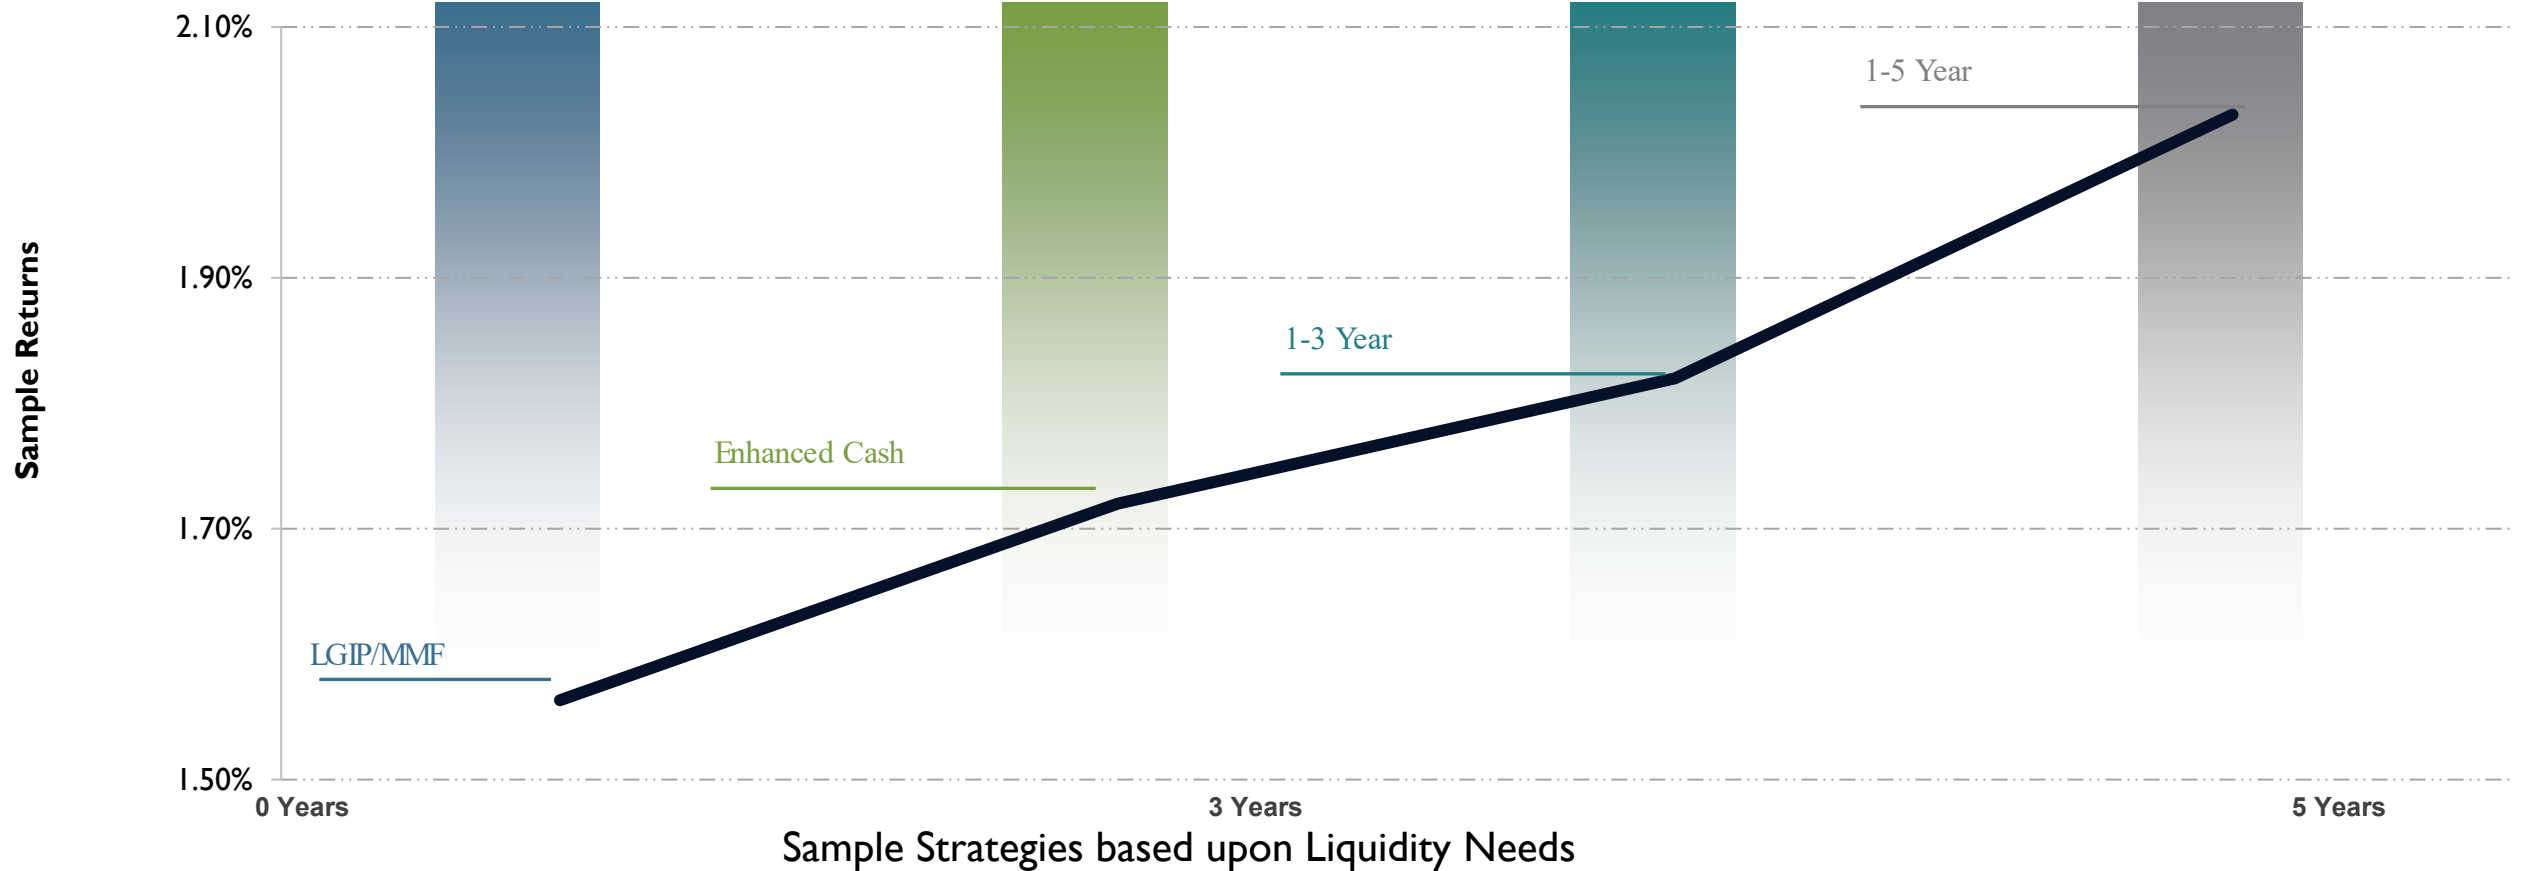 2.10%
1-5 Year
1.90%
Sample Returns
1-3 Year
Enhanced Cash
1.70%
LGIP/MMF
1.50%
0 Years 3 Years 5 Years
Sample Strategies based upon Liquidity Needs